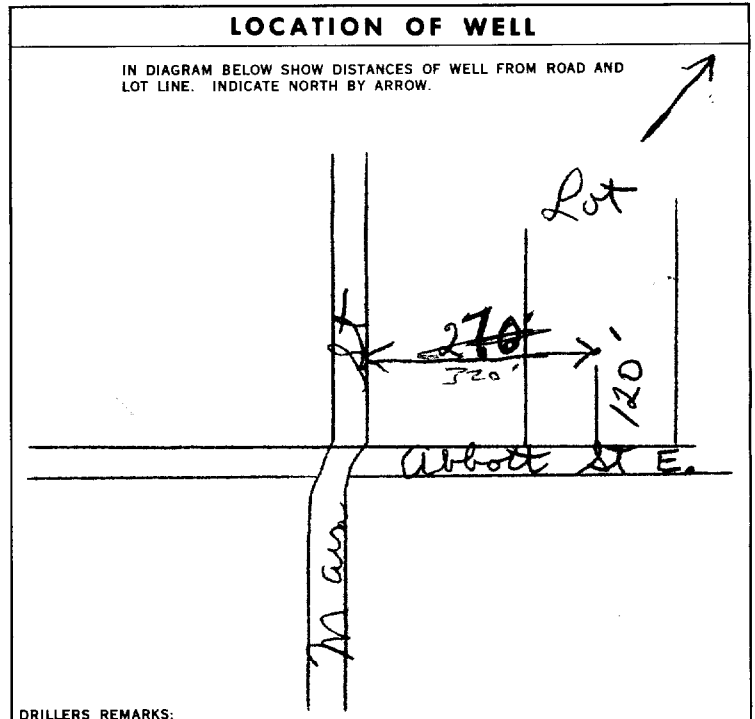 LOCATION OF WELL
IN DIAGRAM BELOW SHOW DISTANCES OF WELL FROM ROAD AND
LOT LINE. INDICATE NORTH BY ARROW.
Lot
St
270'
320'
120'
Abbott St E.
Main
DRILLERS REMARKS: